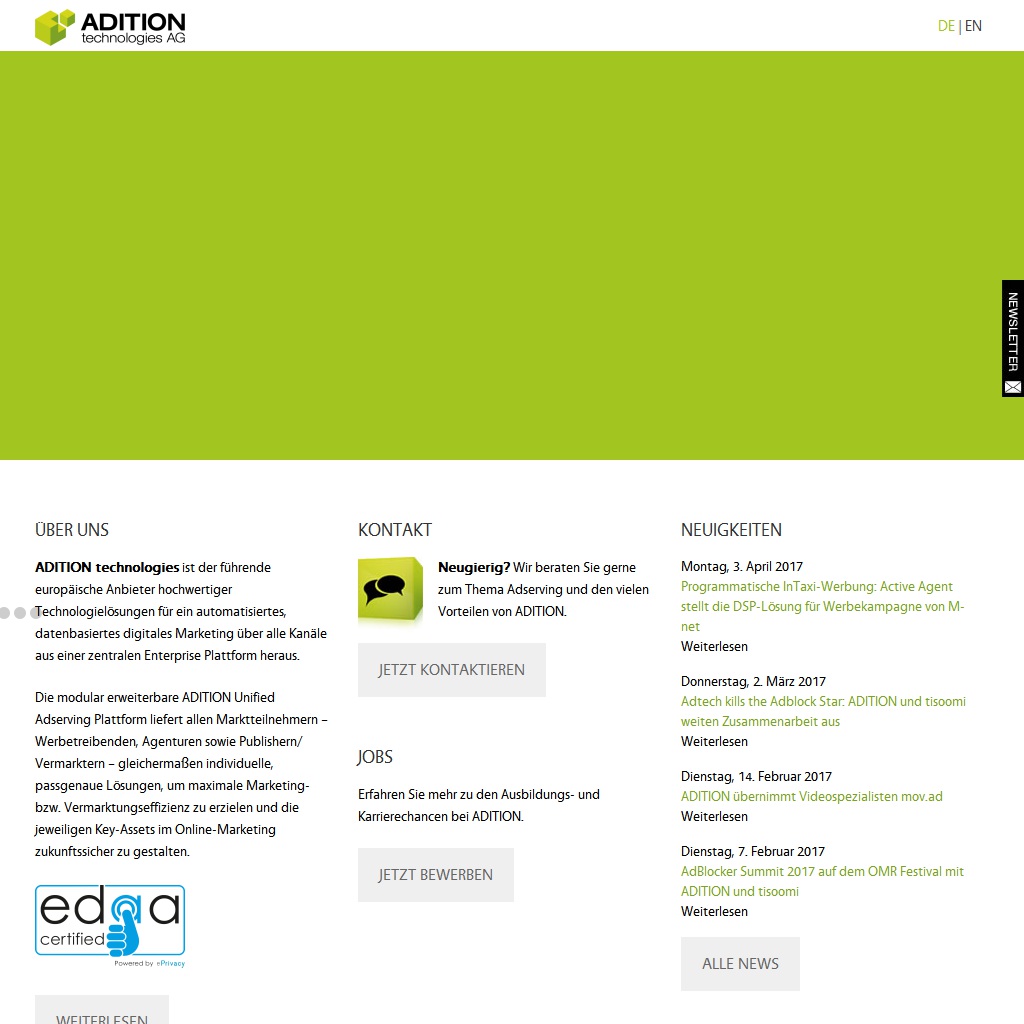 ADITION
technologies AG
DE | EN
NEWSLETTER
ÜBER UNS
ADITION technologies ist der führende
europäische Anbieter hochwertiger
Technologielösungen für ein automatisiertes,
datenbasiertes digitales Marketing über alle Kanäle
aus einer zentralen Enterprise Plattform heraus.
Die modular erweiterbare ADITION Unified
Adserving Plattform liefert allen Marktteilnehmern –
Werbetreibenden, Agenturen sowie Publishern/
Vermarktern – gleichermaßen individuelle,
passgenaue Lösungen, um maximale Marketing-
bzw. Vermarktungseffizienz zu erzielen und die
jeweiligen Key-Assets im Online-Marketing
zukunftssicher zu gestalten.
edaa
certified
Powered by ePrivacy
WEITERLESEN
KONTAKT
Neugierig? Wir beraten Sie gerne
zum Thema Adserving und den vielen
Vorteilen von ADITION.
JETZT KONTAKTIEREN
JOBS
Erfahren Sie mehr zu den Ausbildungs- und
Karrierechancen bei ADITION.
JETZT BEWERBEN
NEUIGKEITEN
Montag, 3. April 2017
Programmatische InTaxi-Werbung: Active Agent
stellt die DSP-Lösung für Werbekampagne von M-
net
Weiterlesen
Donnerstag, 2. März 2017
Adtech kills the Adblock Star: ADITION und tisoomi
weiten Zusammenarbeit aus
Weiterlesen
Dienstag, 14. Februar 2017
ADITION übernimmt Videospezialisten mov.ad
Weiterlesen
Dienstag, 7. Februar 2017
AdBlocker Summit 2017 auf dem OMR Festival mit
ADITION und tisoomi
Weiterlesen
ALLE NEWS